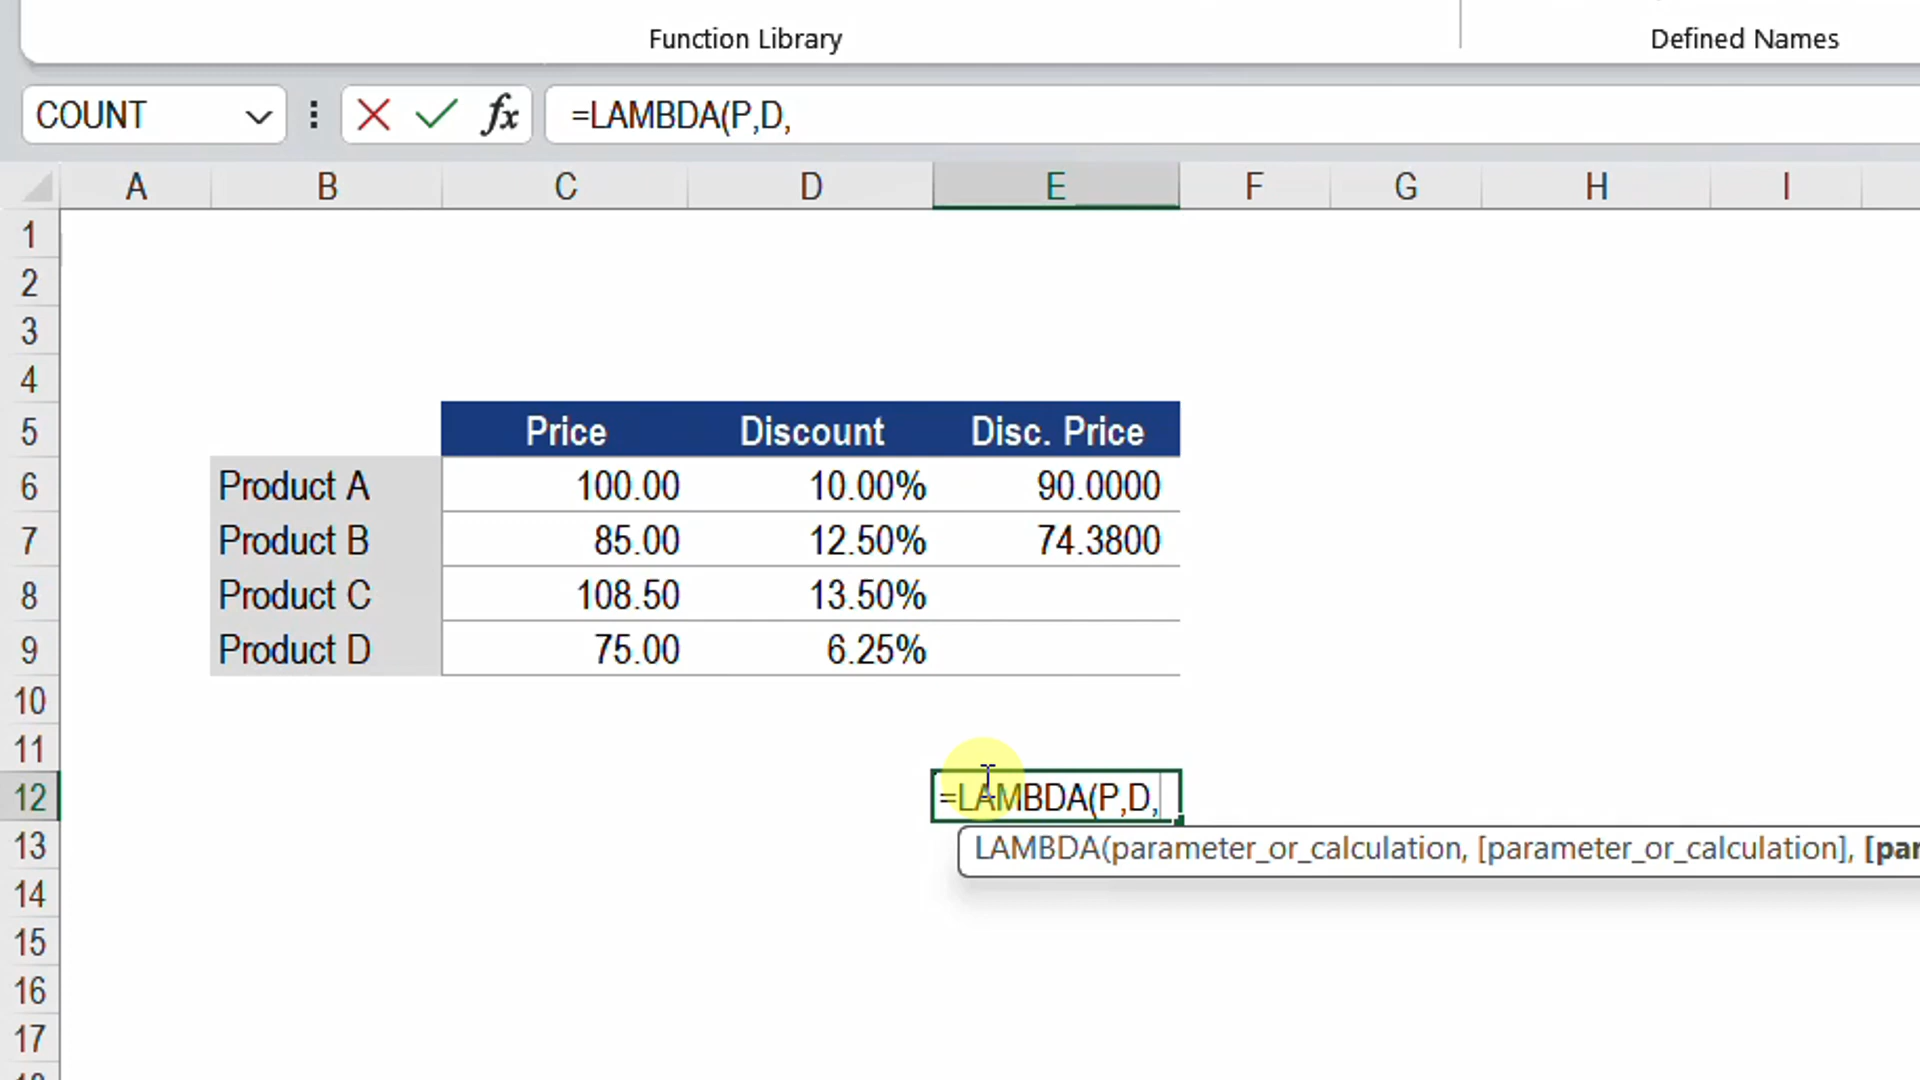 Function Library
Defined Names
COUNT
fx
=LAMBDA(P,D,
A B C D E F G H I
1
2
3
4
5 Price Discount Disc. Price
6 Product A 100.00 10.00% 90.0000
7 Product B 85.00 12.50% 74.3800
8 Product C 108.50 13.50%
9 Product D 75.00 6.25%
10
11
12 =LAMBDA(P,D,
13 LAMBDA(parameter_or_calculation, [parameter_or_calculation], [par
14
15
16
17